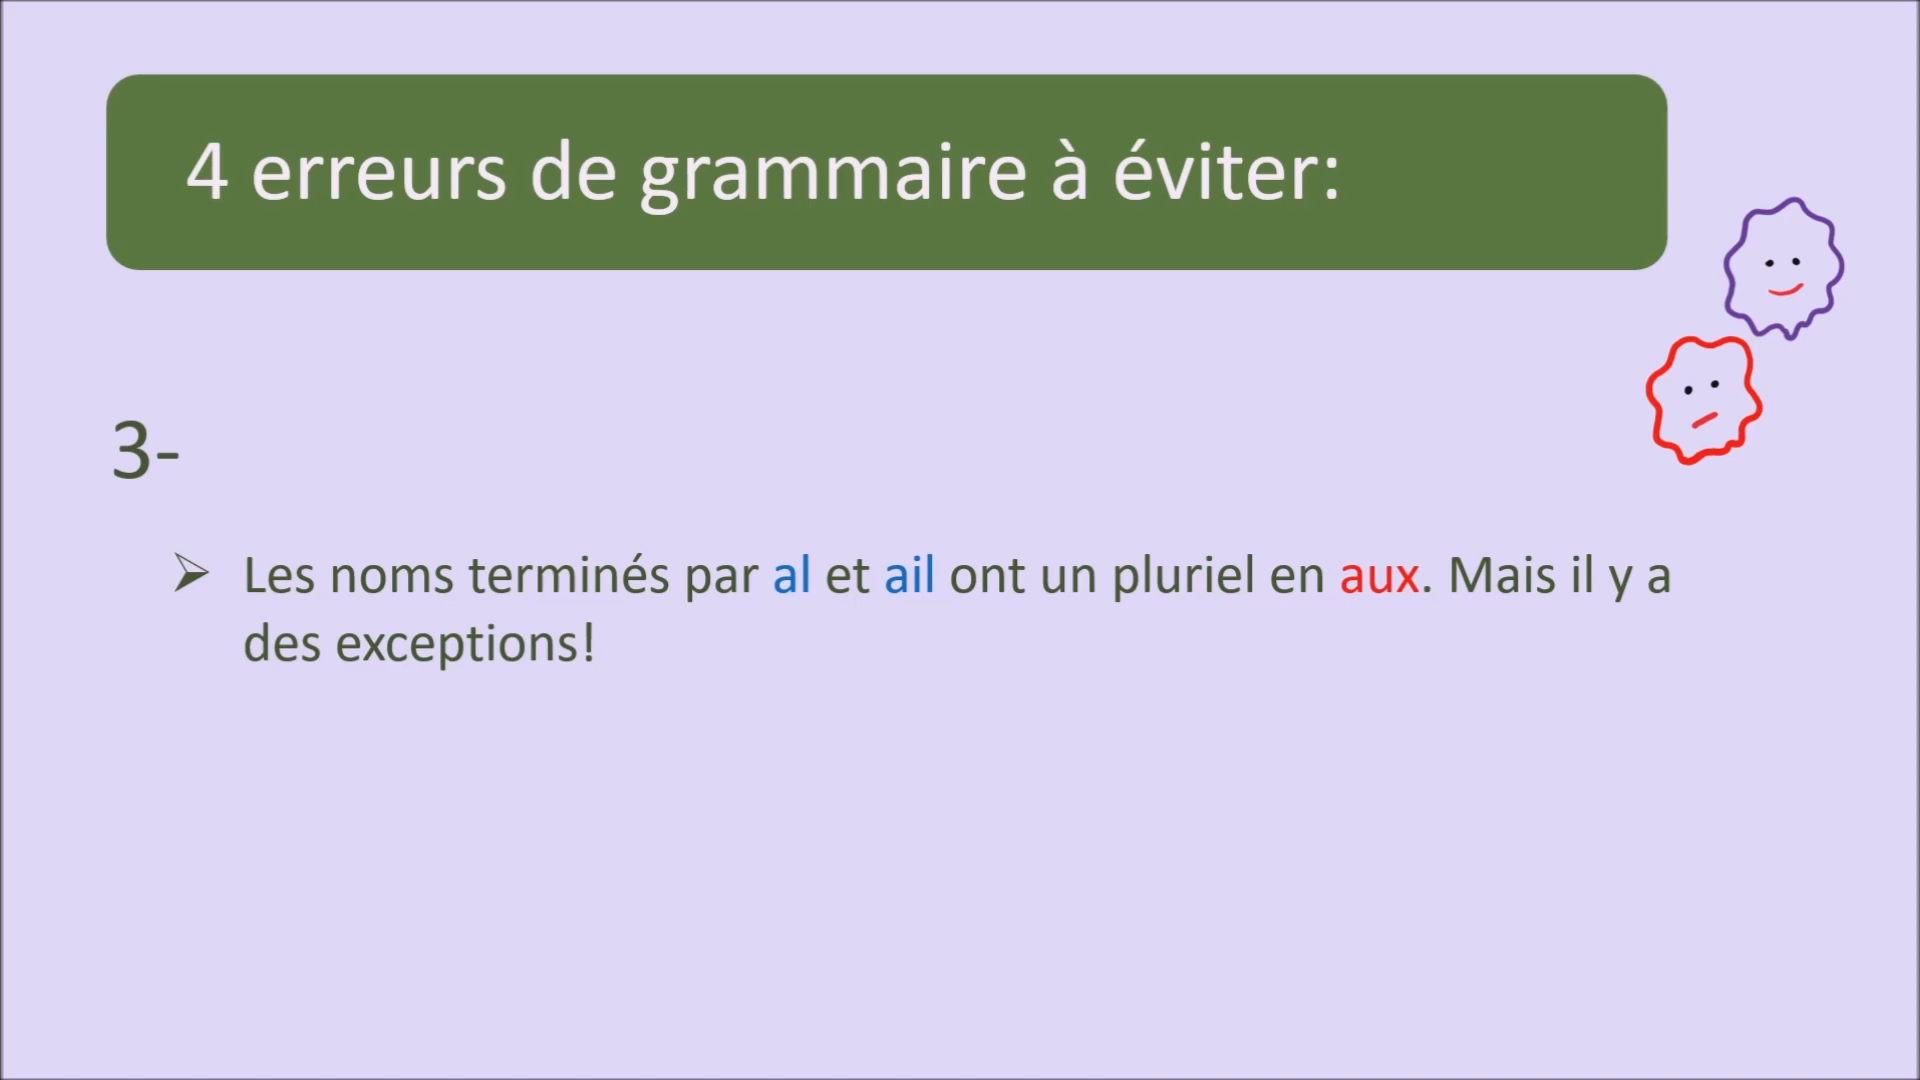 4 erreurs de grammaire à éviter:
3-
➢ Les noms terminés par al et ail ont un pluriel en aux. Mais il y a
des exceptions!